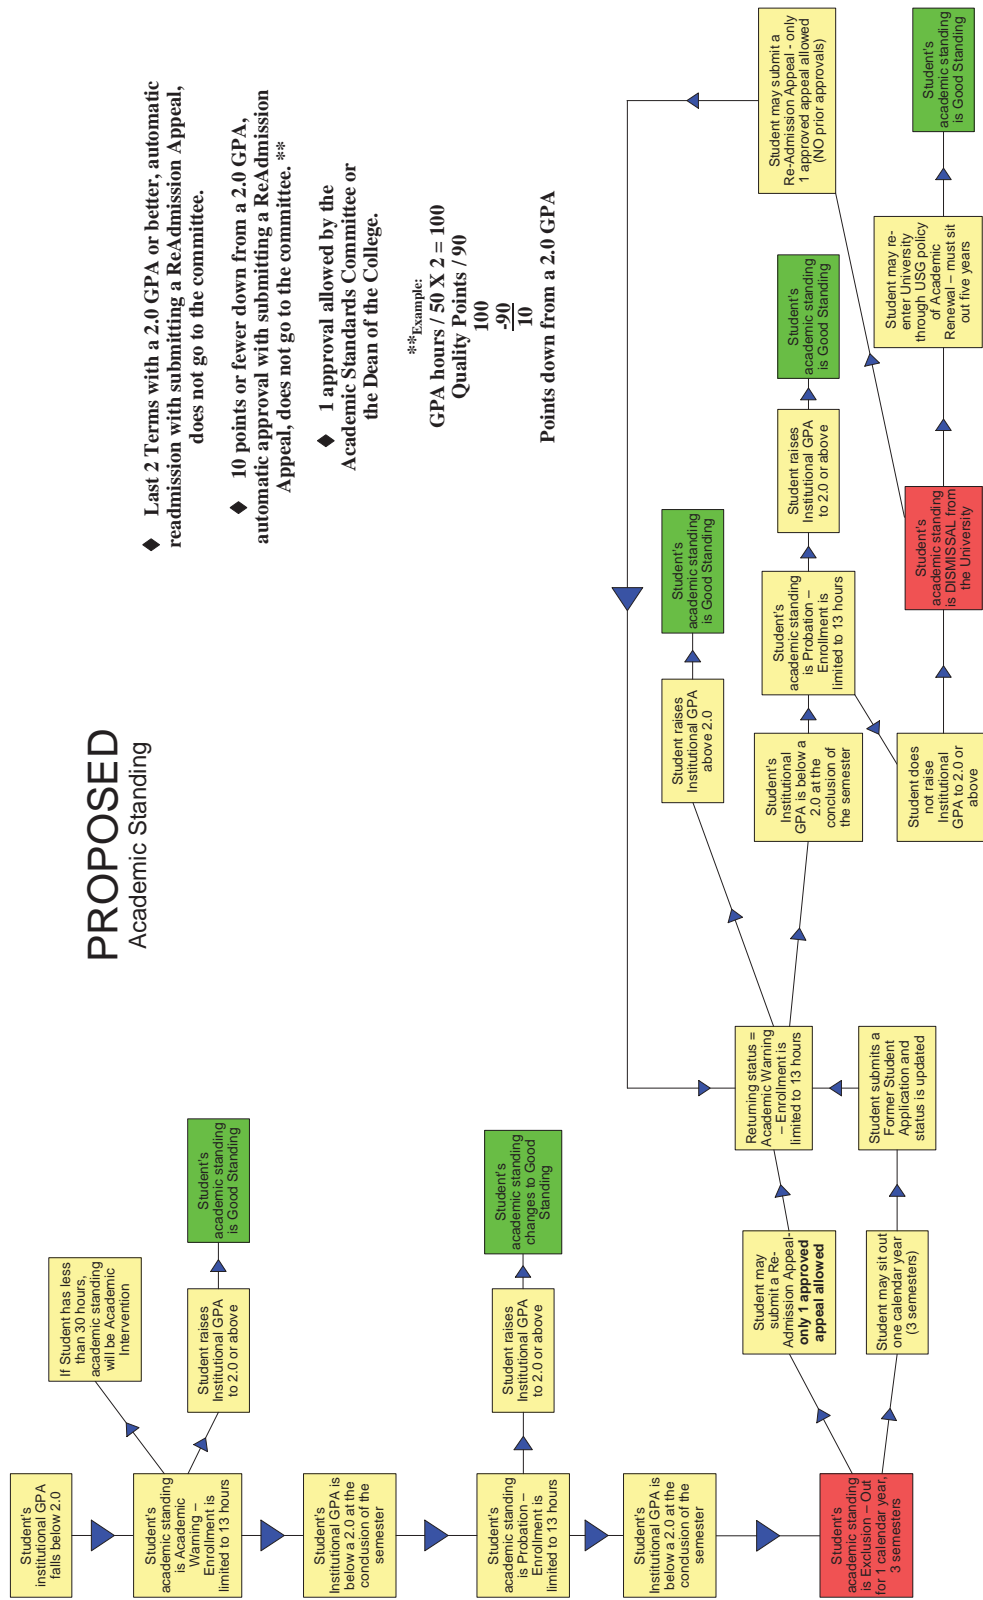 PROPOSED
Academic Standing
♦ Last 2 Terms with a 2.0 GPA or better, automatic
readmission with submitting a ReAdmission Appeal,
does not go to the committee.
♦ 10 points or fewer down from a 2.0 GPA,
automatic approval with submitting a ReAdmission
Appeal, does not go to the committee. **
♦ 1 approval allowed by the
Academic Standards Committee or
the Dean of the College.
**Example:
GPA hours / 50 X 2 = 100
Quality Points / 90
100
-90
10
Points down from a 2.0 GPA
Student's
institutional GPA
falls below 2.0
Student's
academic standing
is Academic
Warning –
Enrollment is
limited to 13 hours
If Student has less
than 30 hours,
academic standing
will be Academic
Intervention
Student raises
Institutional GPA
to 2.0 or above
Student's
academic standing
is Good Standing
Student's
Institutional GPA is
below a 2.0 at the
conclusion of the
semester
Student's
academic standing
is Probation –
Enrollment is
limited to 13 hours
Student raises
Institutional GPA
to 2.0 or above
Student's
academic standing
changes to Good
Standing
Student's
Institutional GPA is
below a 2.0 at the
conclusion of the
semester
Student's
academic standing
is Exclusion – Out
for 1 calendar year,
3 semesters
Student may
submit a Re-
Admission Appeal-
only 1 approved
appeal allowed
Student may sit out
one calendar year
(3 semesters)
Student submits a
Former Student
Application and
status is updated
Returning status =
Academic Warning
– Enrollment is
limited to 13 hours
Student raises
Institutional GPA
above 2.0
Student's
academic standing
is Good Standing
Student's
Institutional
GPA is below a
2.0 at the
conclusion of
the semester
Student's
academic standing
is Probation –
Enrollment is
limited to 13 hours
Student raises
Institutional GPA
to 2.0 or above
Student's
academic standing
is Good Standing
Student does
not raise
Institutional
GPA to 2.0 or
above
Student's
academic standing
is DISMISSAL from
the University
Student may submit a
Re-Admission Appeal - only
1 approved appeal allowed
(NO prior approvals)
Student may re-
enter University
through USG policy
of Academic
Renewal – must sit
out five years
Student's
academic standing
is Good Standing